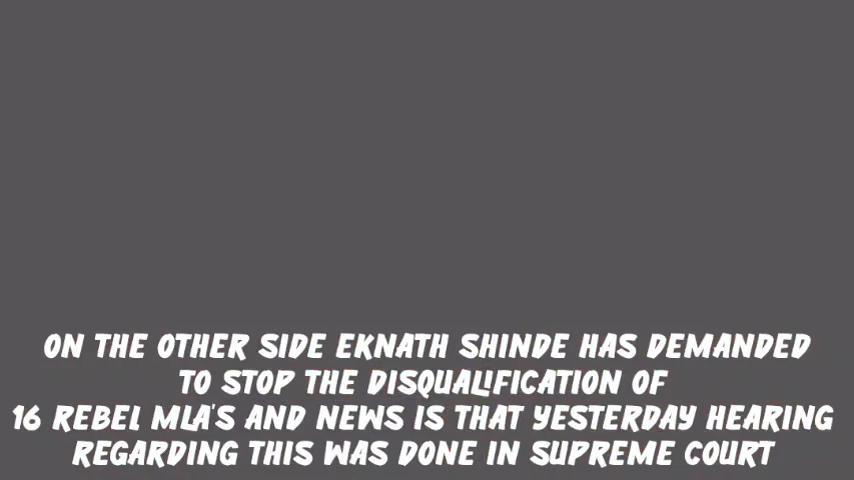 ON THE OTHER SIDE EKNATH SHINDE HAS DEMANDED
TO STOP THE DISQUALIFICATION OF
16 REBEL MLA'S AND NEWS IS THAT YESTERDAY HEARING
REGARDING THIS WAS DONE IN SUPREME COURT